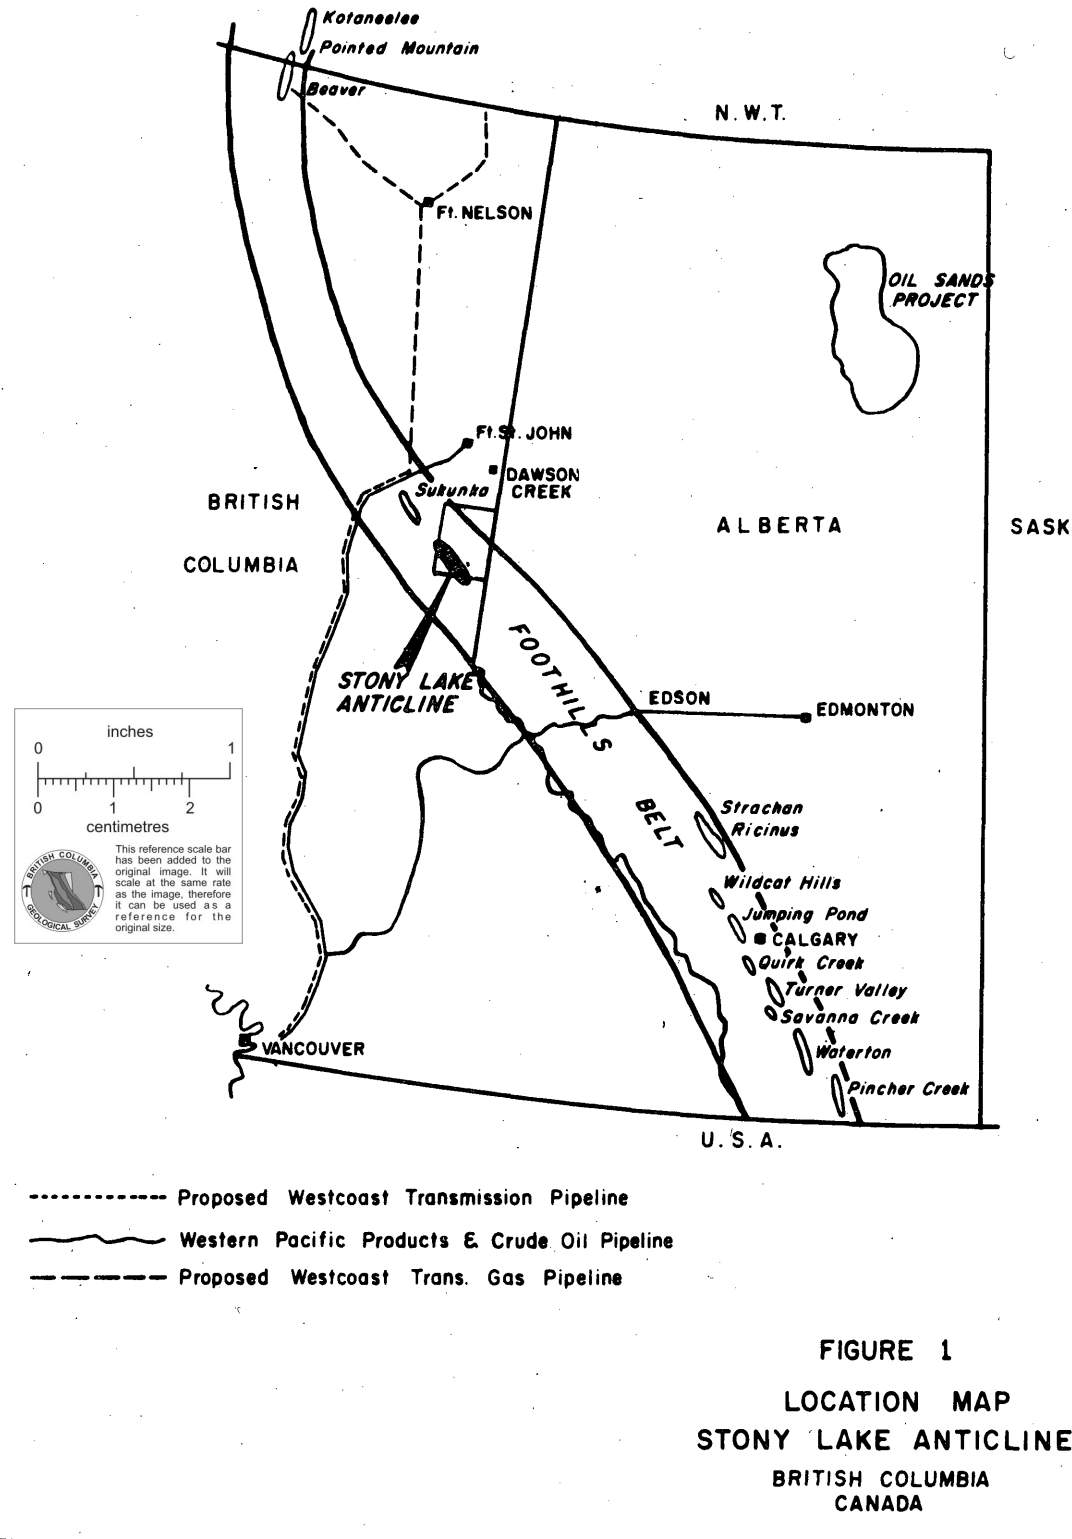 Kotaneelee
Pointed Mountain
Beaver
N.W.T.
Ft. NELSON
OIL SANDS
PROJECT
Ft. St. JOHN
DAWSON
CREEK
Sukunka
BRITISH
COLUMBIA
ALBERTA
SASK
FOOTHILLS
BELT
STONY LAKE
ANTICLINE
EDSON
EDMONTON
inches
0 1
0 1 2
centimetres
This reference scale bar
has been added to the
original image. It will
scale at the same rate
as the image, therefore
it can be used as a
reference for the
original size.
BRITISH COLUMBIA
GEOLOGICAL SURVEY
Strachan
Ricinus
Wildcat Hills
Jumping Pond
CALGARY
Quirk Creek
Turner Valley
Savanna Creek
Waterton
Pincher Creek
VANCOUVER
U.S.A.
Proposed Westcoast Transmission Pipeline
Western Pacific Products & Crude Oil Pipeline
Proposed Westcoast Trans. Gas Pipeline
FIGURE 1
LOCATION MAP
STONY LAKE ANTICLINE
BRITISH COLUMBIA
CANADA